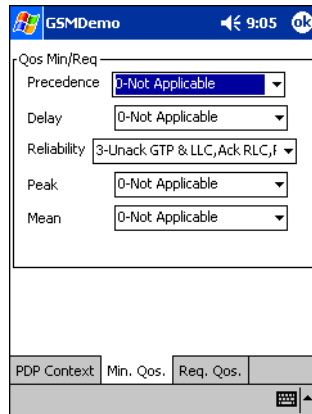 GSMDemo 9:05 ok
Qos Min/Req
Precedence 0-Not Applicable
Delay 0-Not Applicable
Reliability 3-Unack GTP & LLC,Ack RLC,F
Peak 0-Not Applicable
Mean 0-Not Applicable
PDP Context Min. Qos. Req. Qos.